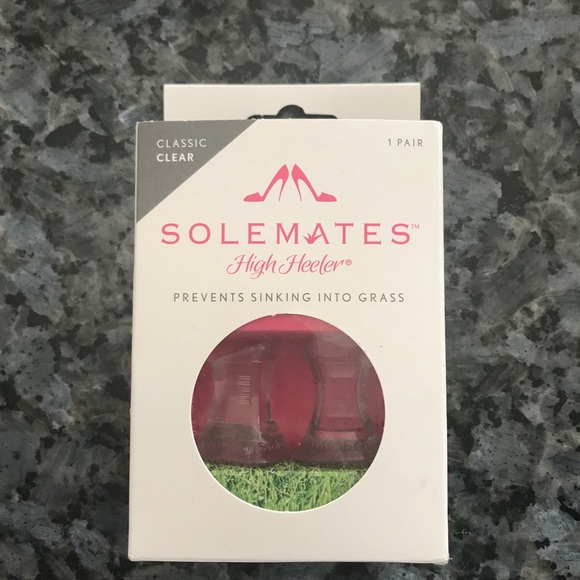 CLASSIC
CLEAR
1 PAIR
SOLEMATES™
High Heeler®
PREVENTS SINKING INTO GRASS